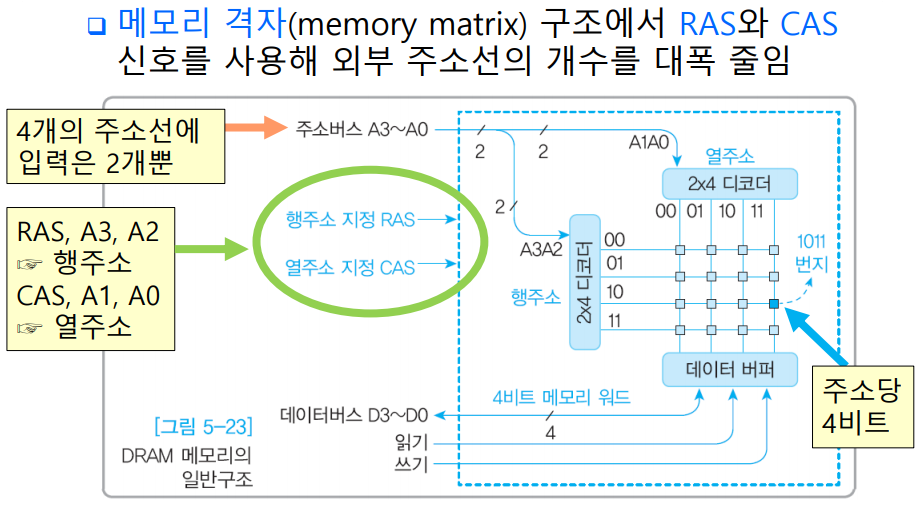 ❑ 메모리 격자(memory matrix) 구조에서 RAS와 CAS
신호를 사용해 외부 주소선의 개수를 대폭 줄임
4개의 주소선에
입력은 2개뿐
주소버스 A3~A0
2
2
A1A0
열주소
2x4 디코더
00 01 10 11
RAS, A3, A2
☞ 행주소
CAS, A1, A0
☞ 열주소
행주소 지정 RAS
열주소 지정 CAS
2
A3A2
행주소
2x4 디코더
00
01
10
11
1011
번지
데이터 버퍼
주소당
4비트
4비트 메모리 워드
데이터버스 D3~D0
4
읽기
쓰기
[그림 5-23]
DRAM 메모리의
일반구조